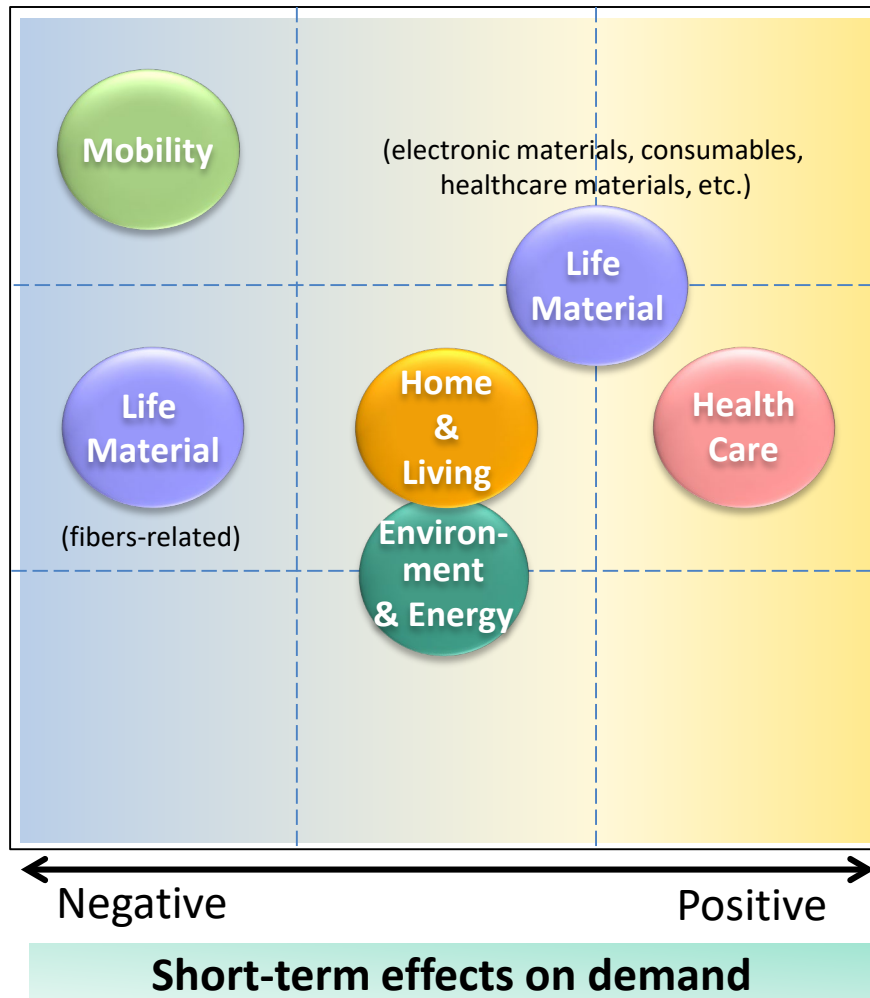 Mobility
(electronic materials, consumables,
healthcare materials, etc.)
Life
Material
Life
Material
(fibers-related)
Home
&
Living
Health
Care
Environ-
ment
& Energy
Negative
Positive
Short-term effects on demand